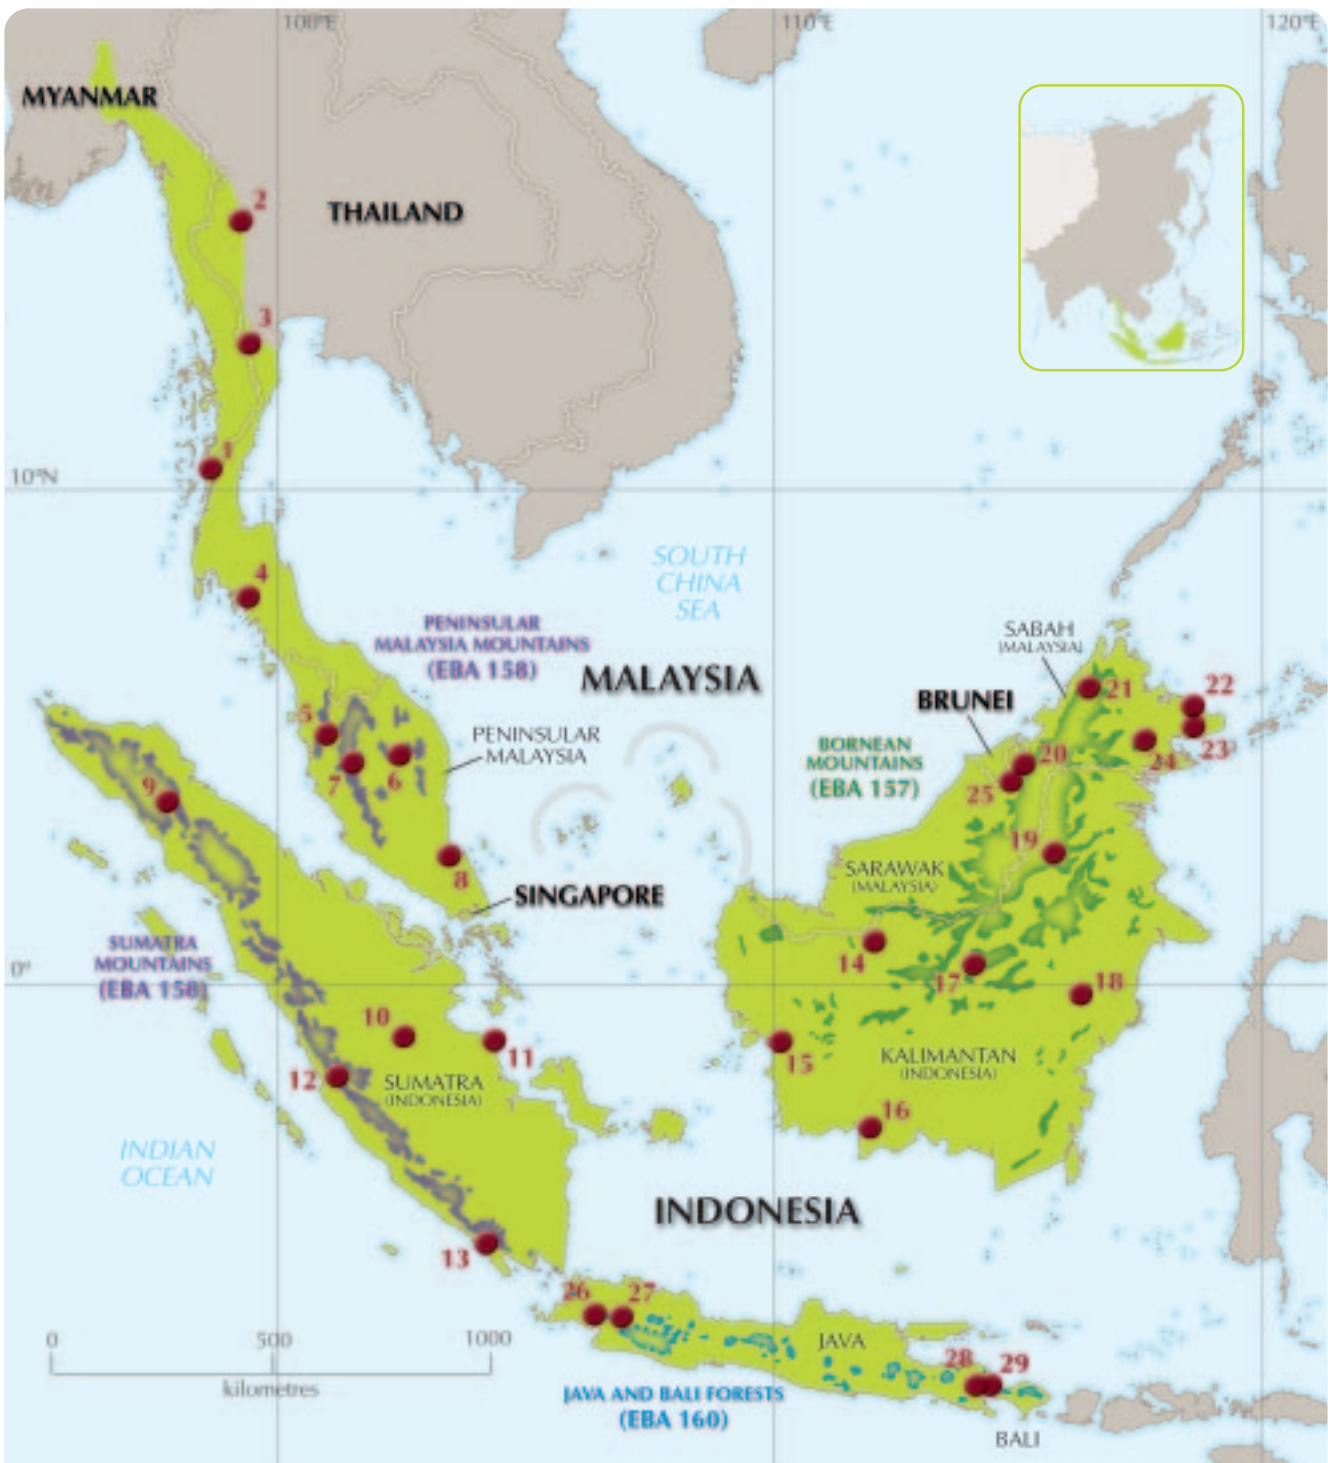 100°E
110°E
120°E
MYANMAR
2
THAILAND
3
1
10°N
SOUTH
CHINA
SEA
4
PENINSULAR
MALAYSIA MOUNTAINS
(EBA 158)
MALAYSIA
SABAH
(MALAYSIA)
BRUNEI
21
22
23
24
5
PENINSULAR
MALAYSIA
6
7
BORNEAN
MOUNTAINS
(EBA 157)
20
25
9
19
8
SARAWAK
(MALAYSIA)
SINGAPORE
SUMATRA
MOUNTAINS
(EBA 158)
0°
14
17
18
10
11
12
SUMATRA
(INDONESIA)
15
KALIMANTAN
(INDONESIA)
16
INDIAN
OCEAN
INDONESIA
13
26
27
0
500
1000
kilometres
JAVA
28
29
JAVA AND BALI FORESTS
(EBA 160)
BALI